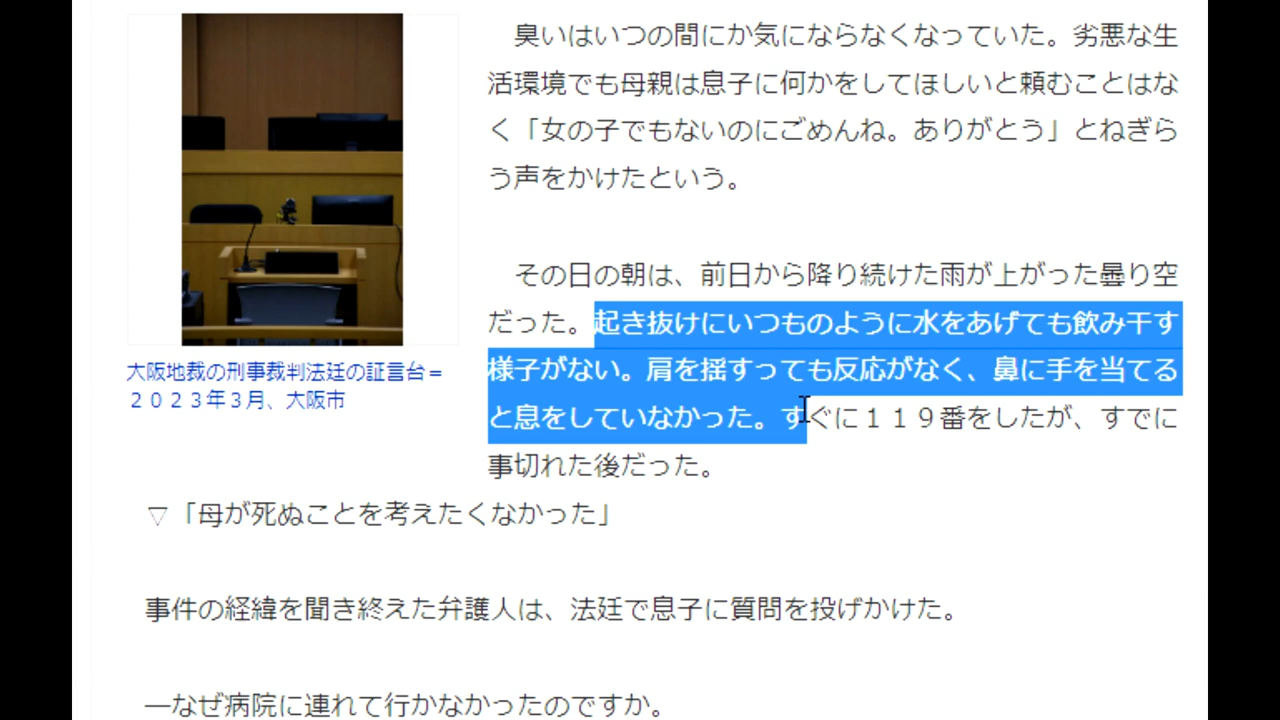 臭いはいつの間にか気にならなくなっていた。劣悪な生
活環境でも母親は息子に何かをしてほしいと頼むことはな
く「女の子でもないのにごめんね。ありがとう」とねぎら
う声をかけたという。
その日の朝は、前日から降り続けた雨が上がった曇り空
だった。起き抜けにいつものように水をあげても飲み干す
様子がない。肩を揺すっても反応がなく、鼻に手を当てる
と息をしていなかった。すぐに１１９番をしたが、すでに
事切れた後だった。
大阪地裁の刑事裁判法廷の証言台＝
２０２３年３月、大阪市
▽「母が死ぬことを考えたくなかった」
事件の経緯を聞き終えた弁護人は、法廷で息子に質問を投げかけた。
―なぜ病院に連れて行かなかったのですか。